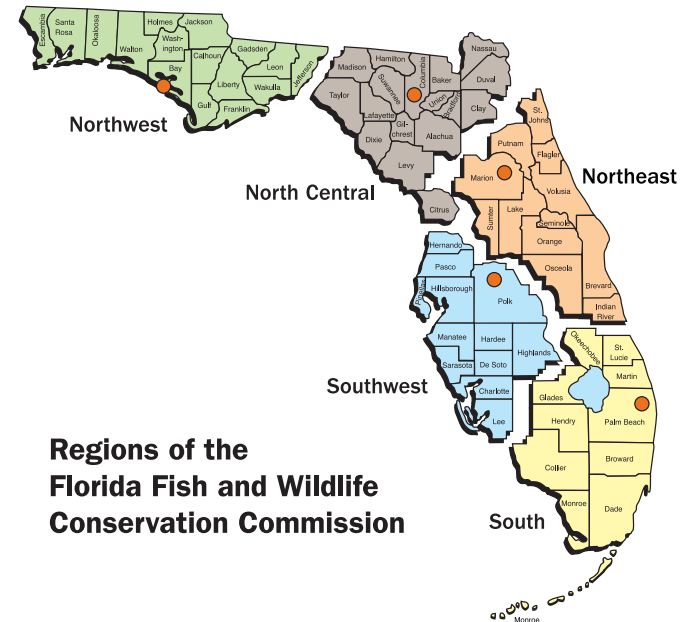 Escambia
Santa
Rosa
Okaloosa
Walton
Holmes
Jackson
Wash-
ington
Bay
Calhoun
Gulf
Liberty
Franklin
Gadsden
Leon
Wakulla
Jefferson
Northwest
Madison
Hamilton
Taylor
Suwannee
Lafayette
Columbia
Baker
Nassau
Duval
Union
Bradford
Clay
Dixie
Gil-
christ
Alachua
Levy
Citrus
North Central
St.
Johns
Putnam
Flagler
Marion
Volusia
Sumter
Lake
Seminole
Orange
Osceola
Brevard
Indian
River
Northeast
Hernando
Pasco
Pinellas
Hillsborough
Polk
Manatee
Hardee
Highlands
Sarasota
De Soto
Charlotte
Lee
Southwest
Okeechobee
St.
Lucie
Martin
Glades
Hendry
Palm Beach
Collier
Broward
Monroe
Dade
South
Monroe
Regions of the
Florida Fish and Wildlife
Conservation Commission